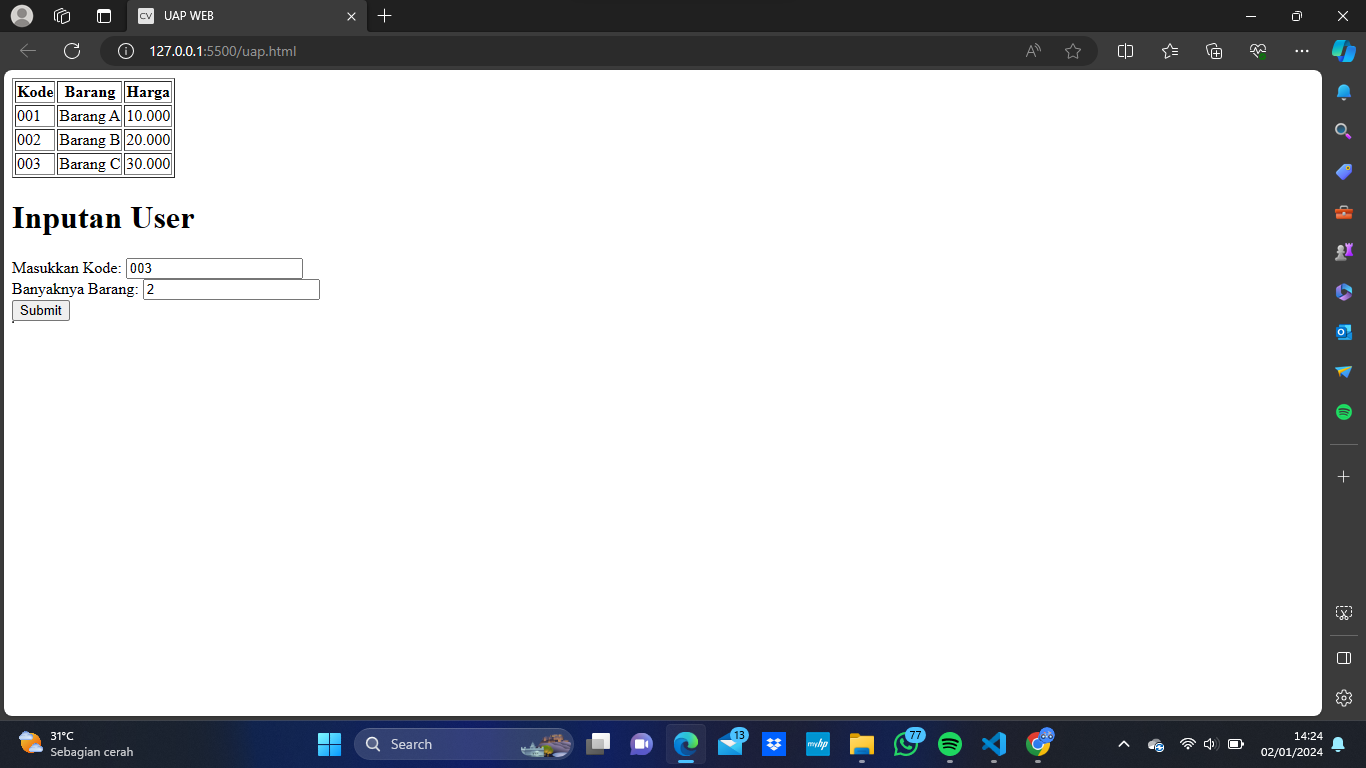 CV UAP WEB
127.0.0.1:5500/uap.html
Kode Barang Harga
001 Barang A 10.000
002 Barang B 20.000
003 Barang C 30.000
Inputan User
Masukkan Kode: 003
Banyaknya Barang: 2
Submit
31°C
Sebagian cerah
Search
13
myhp
77
14:24
02/01/2024